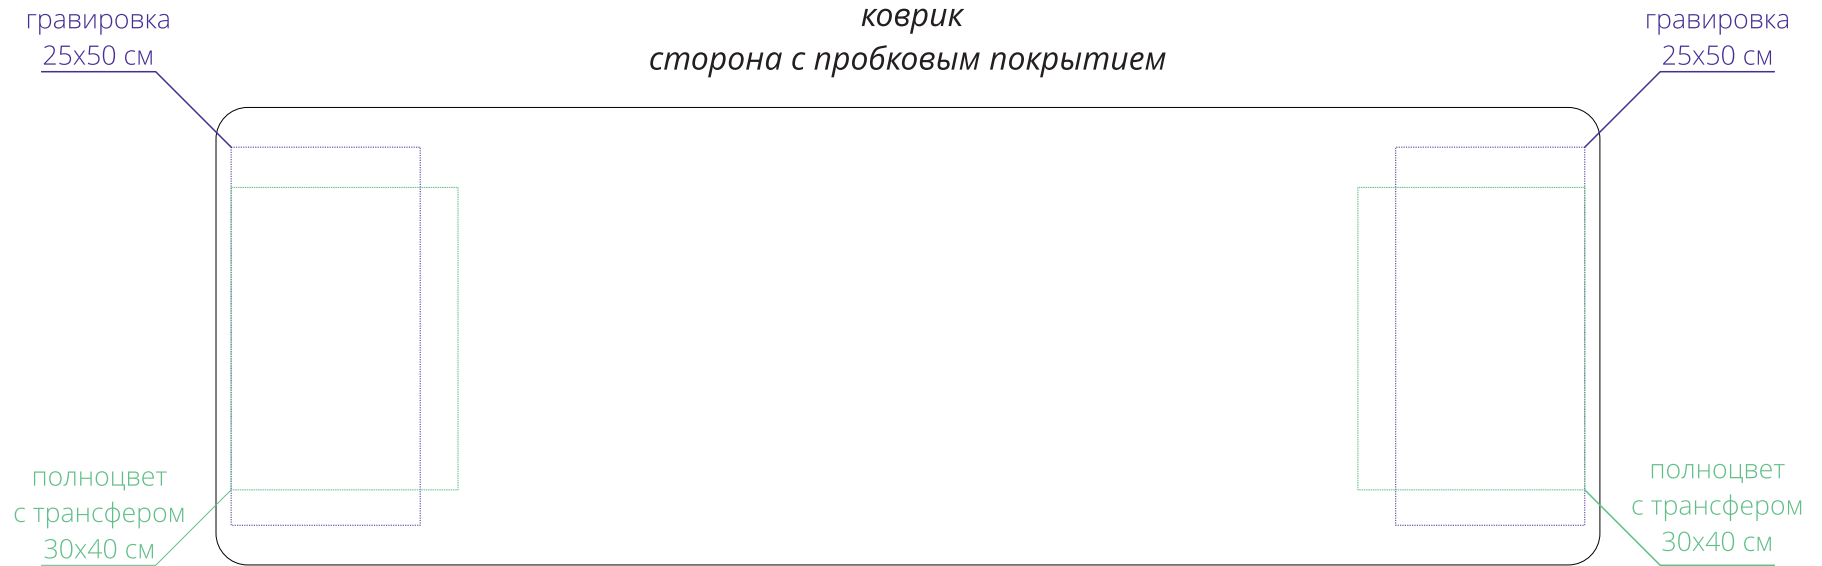 коврик
сторона с пробковым покрытием
гравировка
25х50 см
гравировка
25х50 см
полноцвет
с трансфером
30х40 см
полноцвет
с трансфером
30х40 см